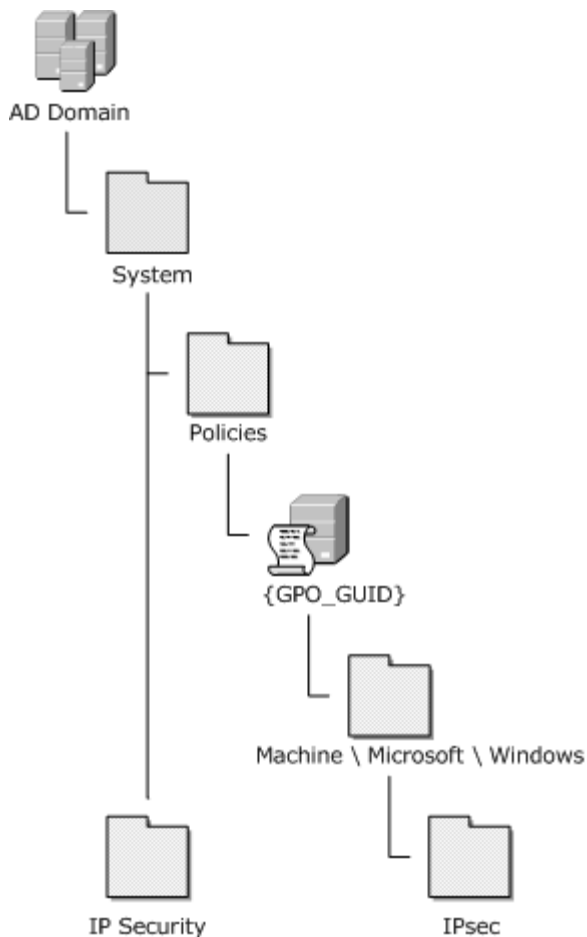 AD Domain
System
Policies
{GPO_GUID}
Machine \ Microsoft \ Windows
IP Security
IPsec